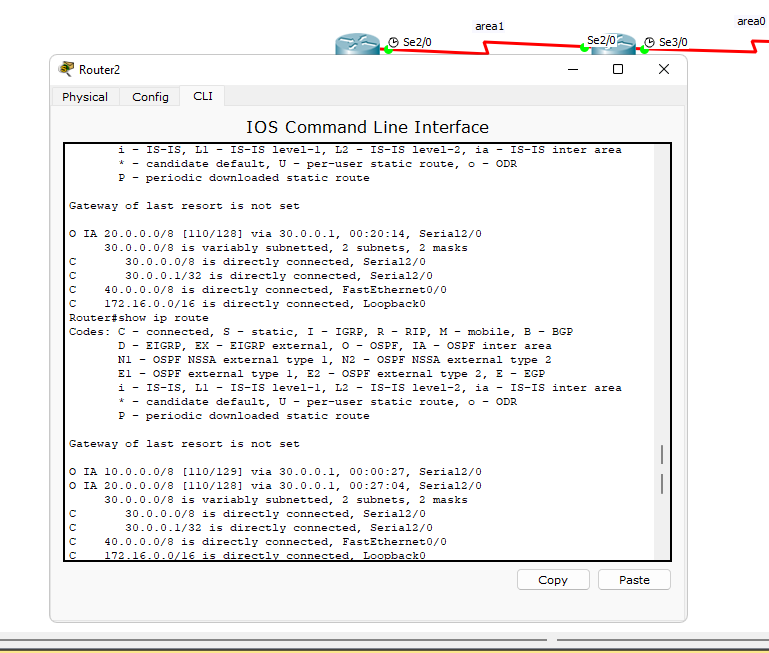 area1
area0
Se2/0
Se2/0
Se3/0
Router2
Physical Config CLI
IOS Command Line Interface
i - IS-IS, L1 - IS-IS level-1, L2 - IS-IS level-2, ia - IS-IS inter area
* - candidate default, U - per-user static route, o - ODR
P - periodic downloaded static route
Gateway of last resort is not set
O IA 20.0.0.0/8 [110/128] via 30.0.0.1, 00:20:14, Serial2/0
30.0.0.0/8 is variably subnetted, 2 subnets, 2 masks
C 30.0.0.0/8 is directly connected, Serial2/0
C 30.0.0.1/32 is directly connected, Serial2/0
C 40.0.0.0/8 is directly connected, FastEthernet0/0
C 172.16.0.0/16 is directly connected, Loopback0
Router#show ip route
Codes: C - connected, S - static, I - IGRP, R - RIP, M - mobile, B - BGP
D - EIGRP, EX - EIGRP external, O - OSPF, IA - OSPF inter area
N1 - OSPF NSSA external type 1, N2 - OSPF NSSA external type 2
E1 - OSPF external type 1, E2 - OSPF external type 2, E - EGP
i - IS-IS, L1 - IS-IS level-1, L2 - IS-IS level-2, ia - IS-IS inter area
* - candidate default, U - per-user static route, o - ODR
P - periodic downloaded static route
Gateway of last resort is not set
O IA 10.0.0.0/8 [110/129] via 30.0.0.1, 00:00:27, Serial2/0
O IA 20.0.0.0/8 [110/128] via 30.0.0.1, 00:27:04, Serial2/0
30.0.0.0/8 is variably subnetted, 2 subnets, 2 masks
C 30.0.0.0/8 is directly connected, Serial2/0
C 30.0.0.1/32 is directly connected, Serial2/0
C 40.0.0.0/8 is directly connected, FastEthernet0/0
C 172.16.0.0/16 is directly connected, Loopback0
Copy Paste